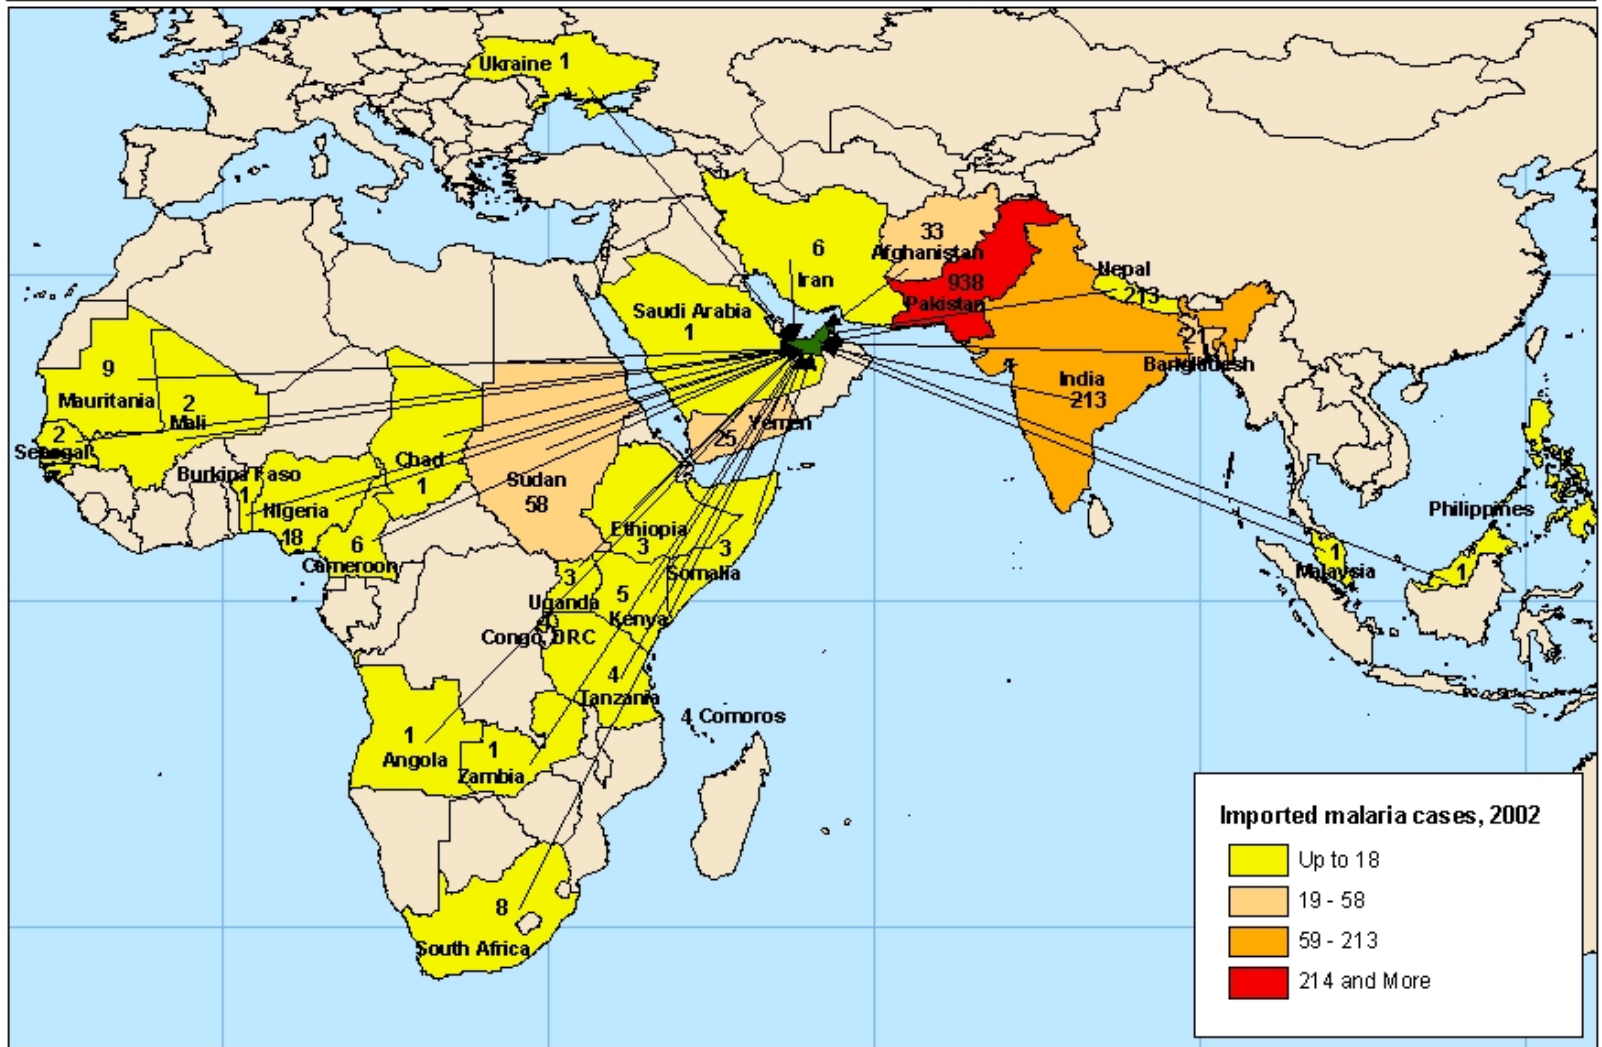 Ukraine 1
33
Afghanistan
6
Iran
938
Pakistan
Nepal
213
Saudi Arabia
1
21
Bangladesh
9
Mauritania
2
Mali
India
213
2
Senegal
25
Yemen
Chad
1
Burkina Faso
1
Nigeria
18
Sudan
58
6
Cameroon
Ethiopia
3
3
Somalia
Philippines
1
Malaysia
1
3
Uganda
5
Kenya
Congo, DRC
4
Tanzania
4 Comoros
1
Angola
1
Zambia
8
South Africa
Imported malaria cases, 2002
Up to 18
19 - 58
59 - 213
214 and More